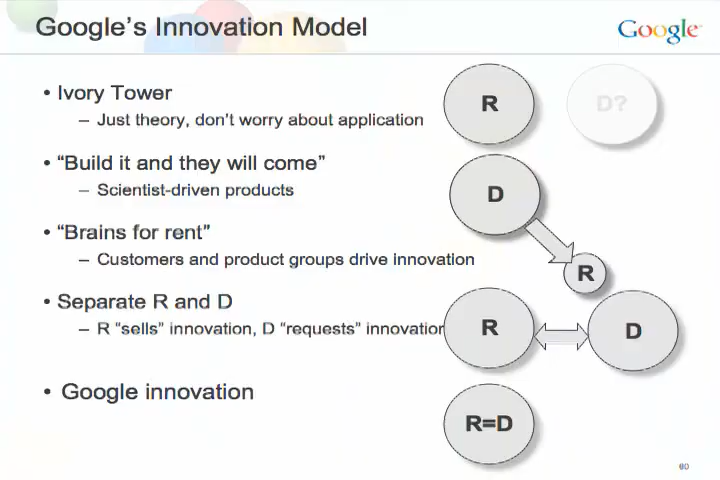 Google's Innovation Model
Google
• Ivory Tower
– Just theory, don't worry about application
R
D?
• "Build it and they will come"
– Scientist-driven products
D
• "Brains for rent"
– Customers and product groups drive innovation
R
• Separate R and D
– R "sells" innovation, D "requests" innovation
R
D
• Google innovation
R=D
60